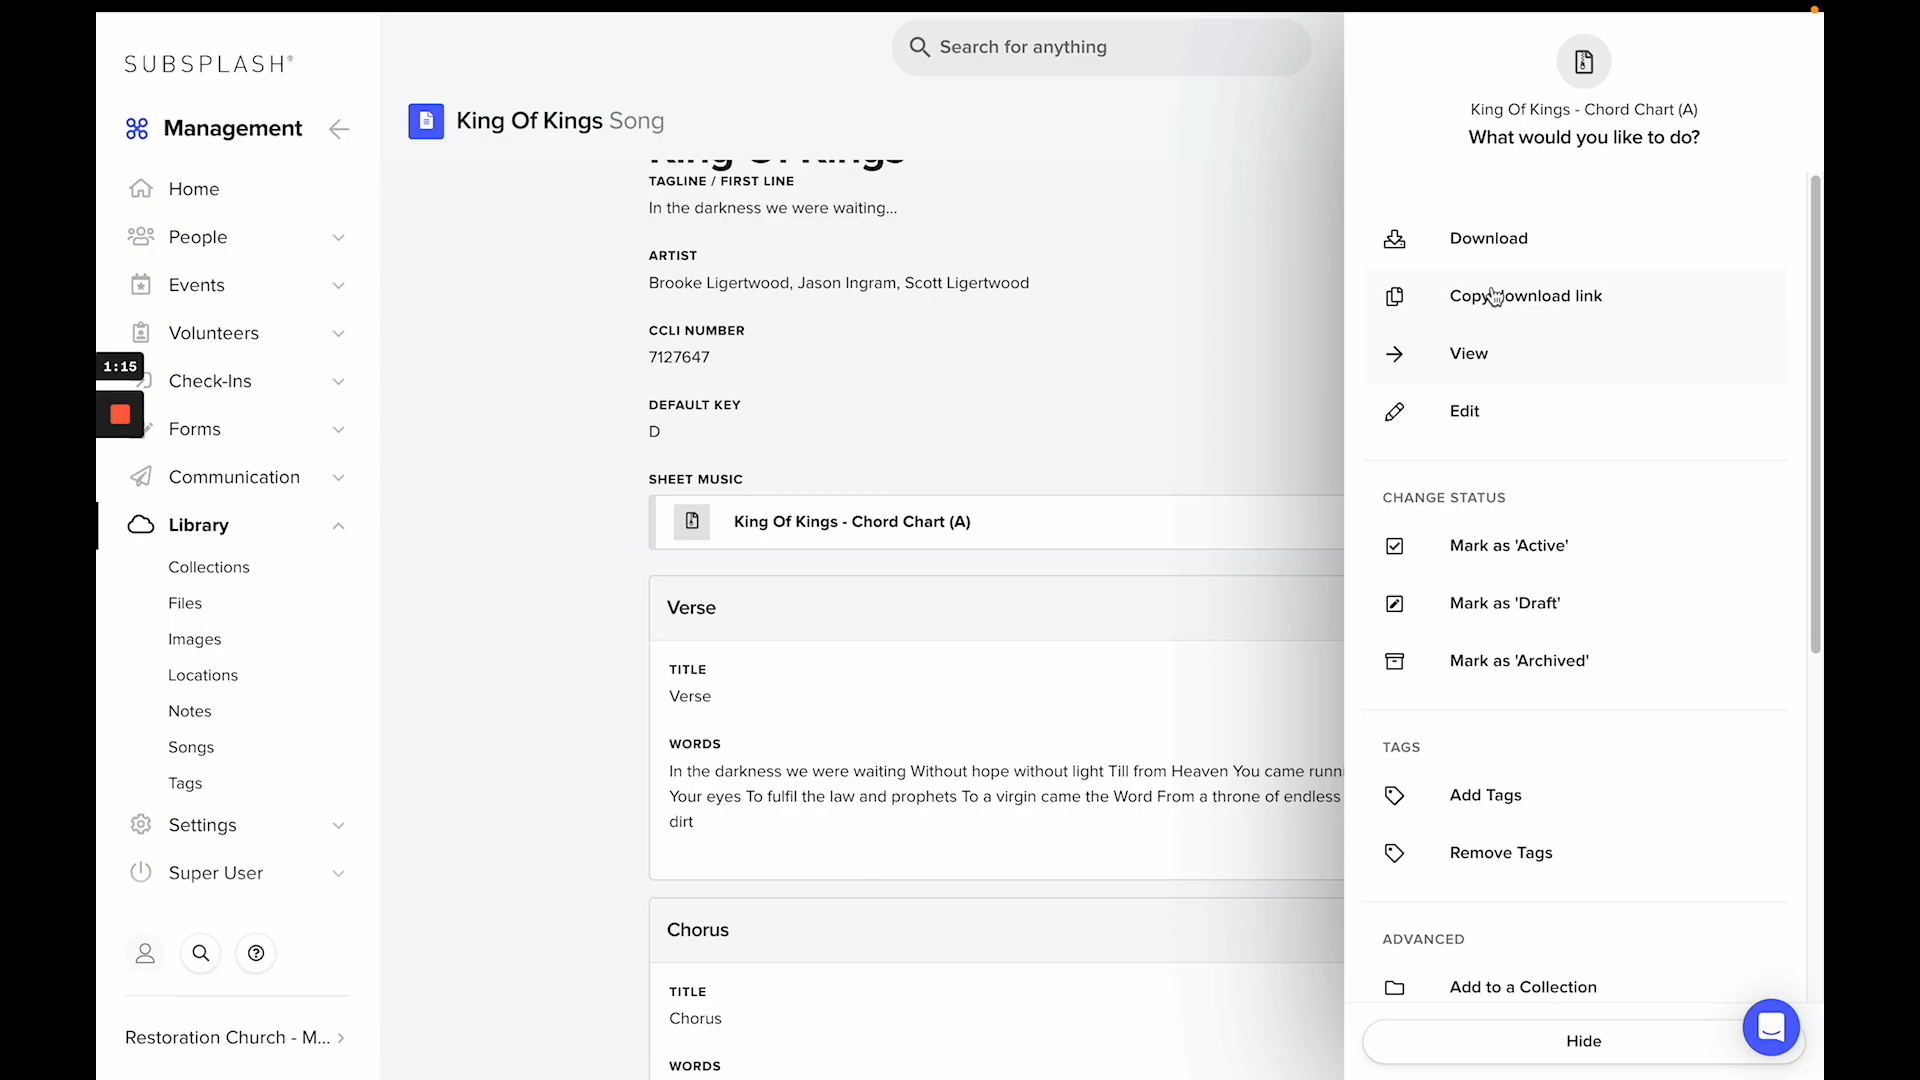 SUBSPLASH®
Management
Home
People
Events
Volunteers
1:15
Check-Ins
Forms
Communication
Library
Collections
Files
Images
Locations
Notes
Songs
Tags
Settings
Super User
Restoration Church - M...
Search for anything
King Of Kings Song
King Of Kings
TAGLINE / FIRST LINE
In the darkness we were waiting...
ARTIST
Brooke Ligertwood, Jason Ingram, Scott Ligertwood
CCLI NUMBER
7127647
DEFAULT KEY
D
SHEET MUSIC
King Of Kings - Chord Chart (A)
Verse
TITLE
Verse
WORDS
In the darkness we were waiting Without hope without light Till from Heaven You came runni
Your eyes To fulfil the law and prophets To a virgin came the Word From a throne of endless
dirt
Chorus
TITLE
Chorus
WORDS
King Of Kings - Chord Chart (A)
What would you like to do?
Download
Copy download link
View
Edit
CHANGE STATUS
Mark as 'Active'
Mark as 'Draft'
Mark as 'Archived'
TAGS
Add Tags
Remove Tags
ADVANCED
Add to a Collection
Hide